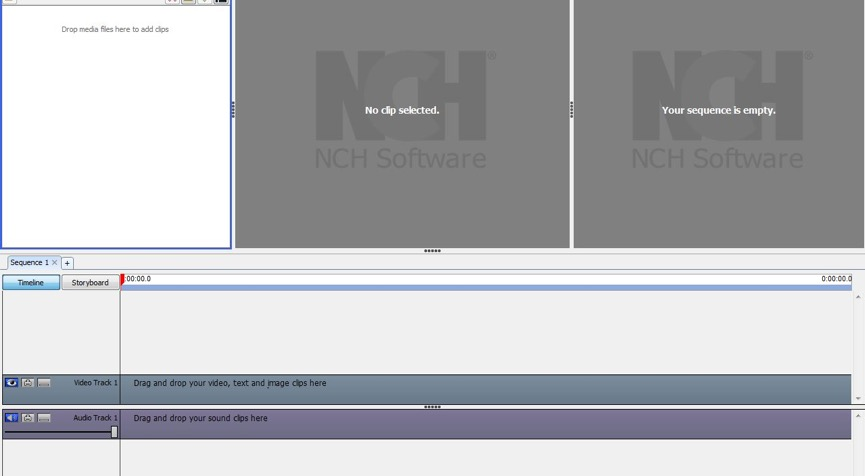 Drop media files here to add clips
NCH®
NCH Software
No clip selected.
NCH®
NCH Software
Your sequence is empty.
Sequence 1
Timeline
Storyboard
:00:00.0
0:00:00.0
Video Track 1
Drag and drop your video, text and image clips here
Audio Track 1
Drag and drop your sound clips here